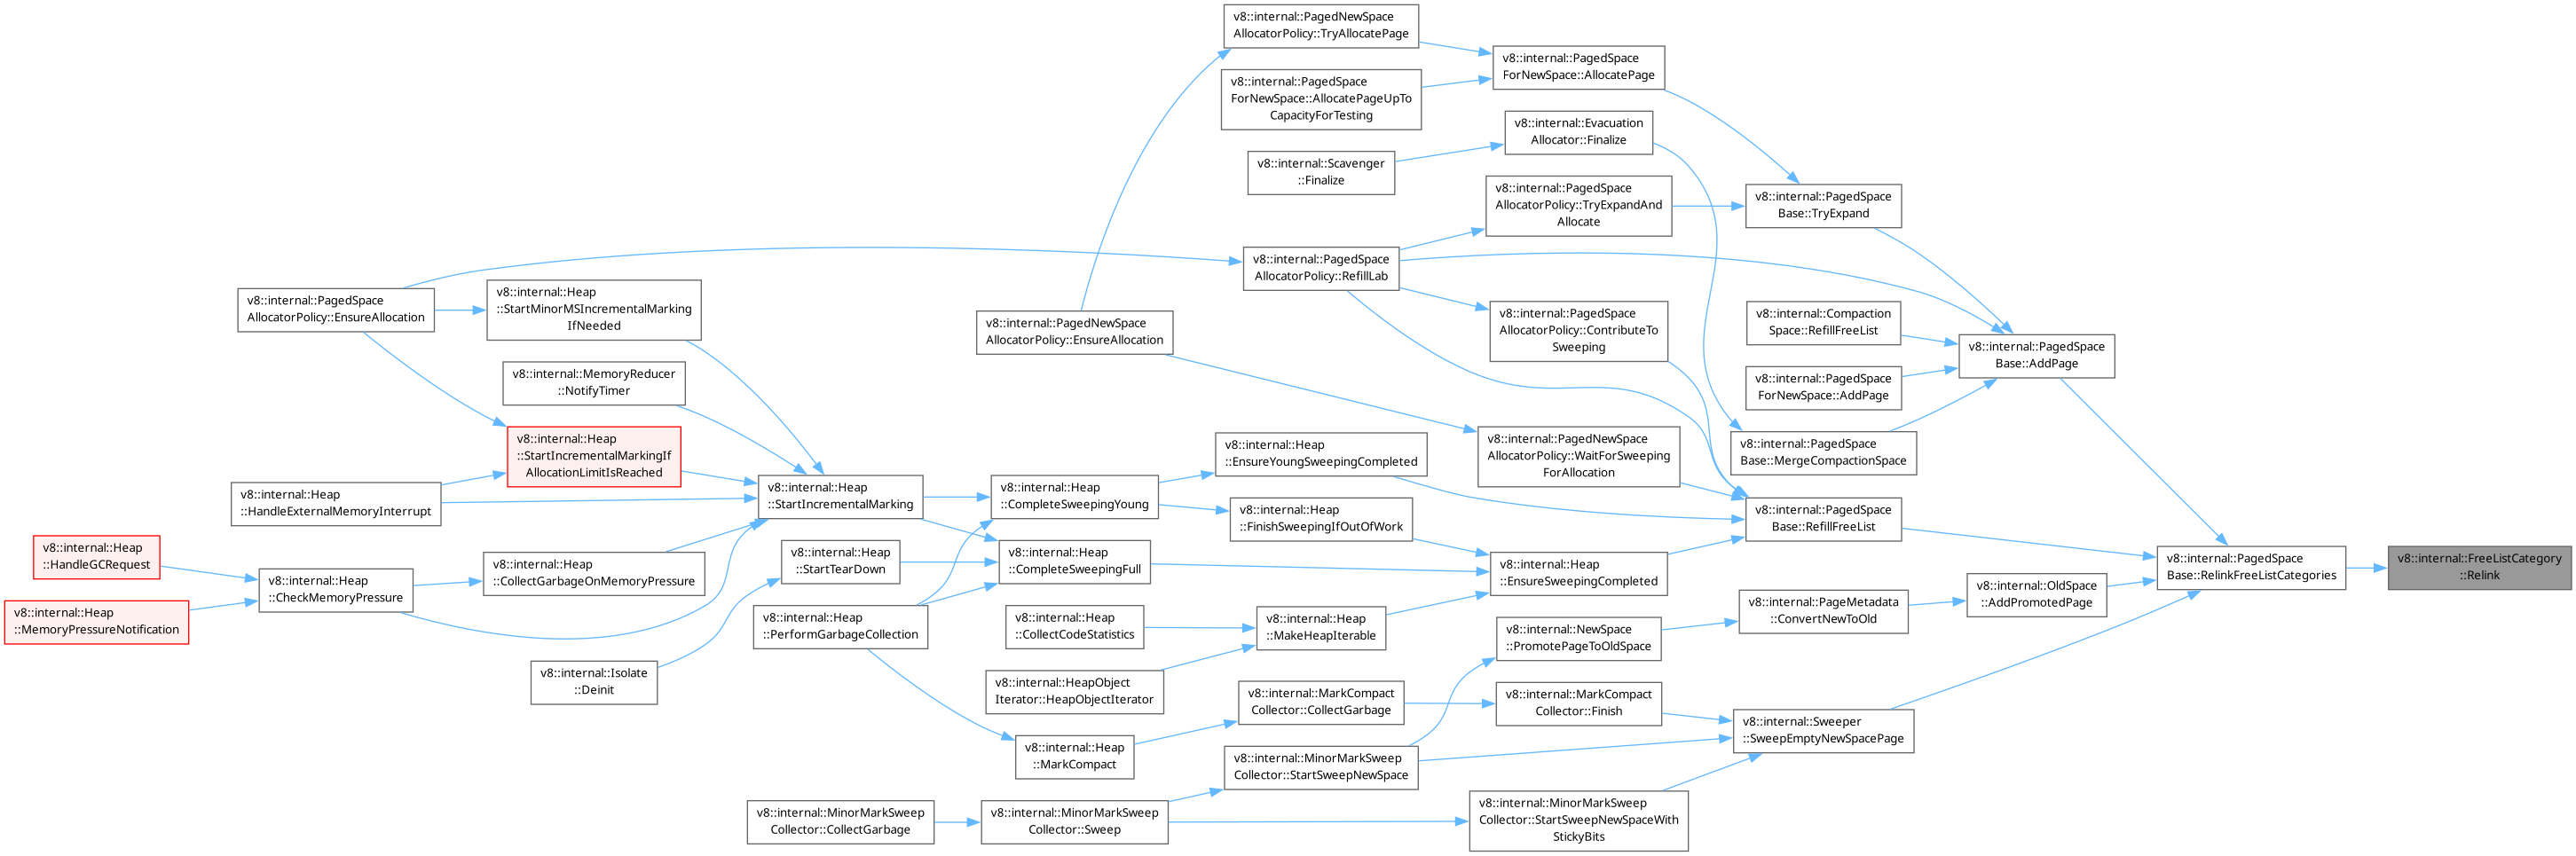 v8::internal::PagedNewSpace
AllocatorPolicy::TryAllocatePage
v8::internal::PagedSpace
ForNewSpace::AllocatePage
v8::internal::PagedSpace
ForNewSpace::AllocatePageUpTo
CapacityForTesting
v8::internal::Evacuation
Allocator::Finalize
v8::internal::Scavenger
::Finalize
v8::internal::PagedSpace
AllocatorPolicy::TryExpandAnd
Allocate
v8::internal::PagedSpace
Base::TryExpand
v8::internal::PagedSpace
AllocatorPolicy::RefillLab
v8::internal::PagedSpace
AllocatorPolicy::EnsureAllocation
v8::internal::Heap
::StartMinorMSIncrementalMarking
IfNeeded
v8::internal::PagedNewSpace
AllocatorPolicy::EnsureAllocation
v8::internal::PagedSpace
AllocatorPolicy::ContributeTo
Sweeping
v8::internal::Compaction
Space::RefillFreeList
v8::internal::PagedSpace
Base::AddPage
v8::internal::MemoryReducer
::NotifyTimer
v8::internal::PagedSpace
ForNewSpace::AddPage
v8::internal::Heap
::StartIncrementalMarkingIf
AllocationLimitIsReached
v8::internal::Heap
::EnsureYoungSweepingCompleted
v8::internal::PagedNewSpace
AllocatorPolicy::WaitForSweeping
ForAllocation
v8::internal::PagedSpace
Base::MergeCompactionSpace
v8::internal::Heap
::HandleExternalMemoryInterrupt
v8::internal::Heap
::StartIncrementalMarking
v8::internal::Heap
::CompleteSweepingYoung
v8::internal::Heap
::FinishSweepingIfOutOfWork
v8::internal::PagedSpace
Base::RefillFreeList
v8::internal::Heap
::HandleGCRequest
v8::internal::Heap
::CheckMemoryPressure
v8::internal::Heap
::CollectGarbageOnMemoryPressure
v8::internal::Heap
::StartTearDown
v8::internal::Heap
::CompleteSweepingFull
v8::internal::Heap
::EnsureSweepingCompleted
v8::internal::PagedSpace
Base::RelinkFreeListCategories
v8::internal::FreeListCategory
::Relink
v8::internal::OldSpace
::AddPromotedPage
v8::internal::Heap
::MemoryPressureNotification
v8::internal::Heap
::PerformGarbageCollection
v8::internal::Heap
::CollectCodeStatistics
v8::internal::Heap
::MakeHeapIterable
v8::internal::NewSpace
::PromotePageToOldSpace
v8::internal::PageMetadata
::ConvertNewToOld
v8::internal::Isolate
::Deinit
v8::internal::HeapObject
Iterator::HeapObjectIterator
v8::internal::MarkCompact
Collector::CollectGarbage
v8::internal::MarkCompact
Collector::Finish
v8::internal::Sweeper
::SweepEmptyNewSpacePage
v8::internal::Heap
::MarkCompact
v8::internal::MinorMarkSweep
Collector::StartSweepNewSpace
v8::internal::MinorMarkSweep
Collector::CollectGarbage
v8::internal::MinorMarkSweep
Collector::Sweep
v8::internal::MinorMarkSweep
Collector::StartSweepNewSpaceWith
StickyBits